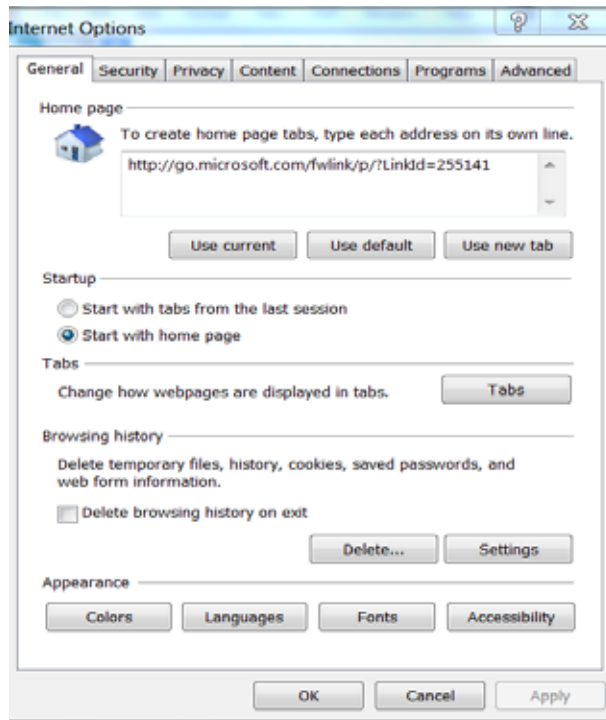 Internet Options
General Security Privacy Content Connections Programs Advanced
Home page
To create home page tabs, type each address on its own line.
http://go.microsoft.com/fwlink/p/?LinkId=255141
Use current Use default Use new tab
Startup
Start with tabs from the last session
Start with home page
Tabs
Change how webpages are displayed in tabs.
Tabs
Browsing history
Delete temporary files, history, cookies, saved passwords, and
web form information.
Delete browsing history on exit
Delete... Settings
Appearance
Colors Languages Fonts Accessibility
OK Cancel Apply